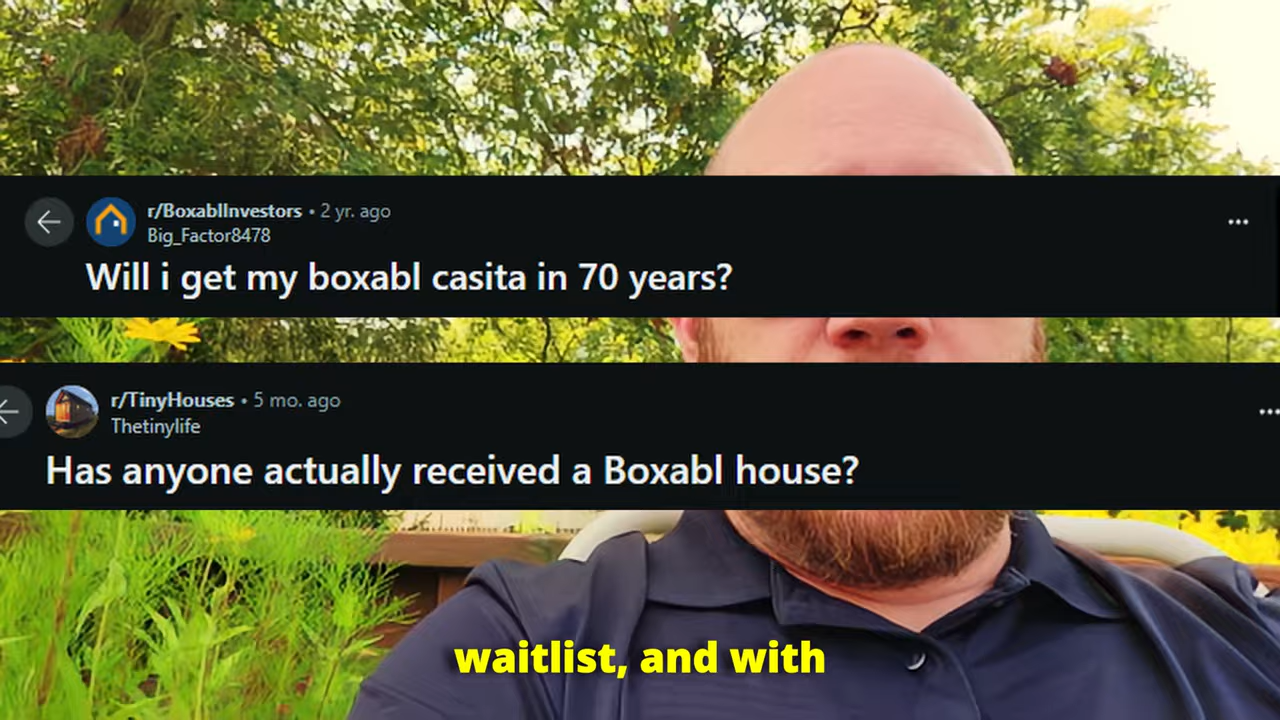 r/BoxablInvestors • 2 yr. ago
Big_Factor8478
Will i get my boxabl casita in 70 years?
r/TinyHouses • 5 mo. ago
Thetinylife
Has anyone actually received a Boxabl house?
waitlist, and with